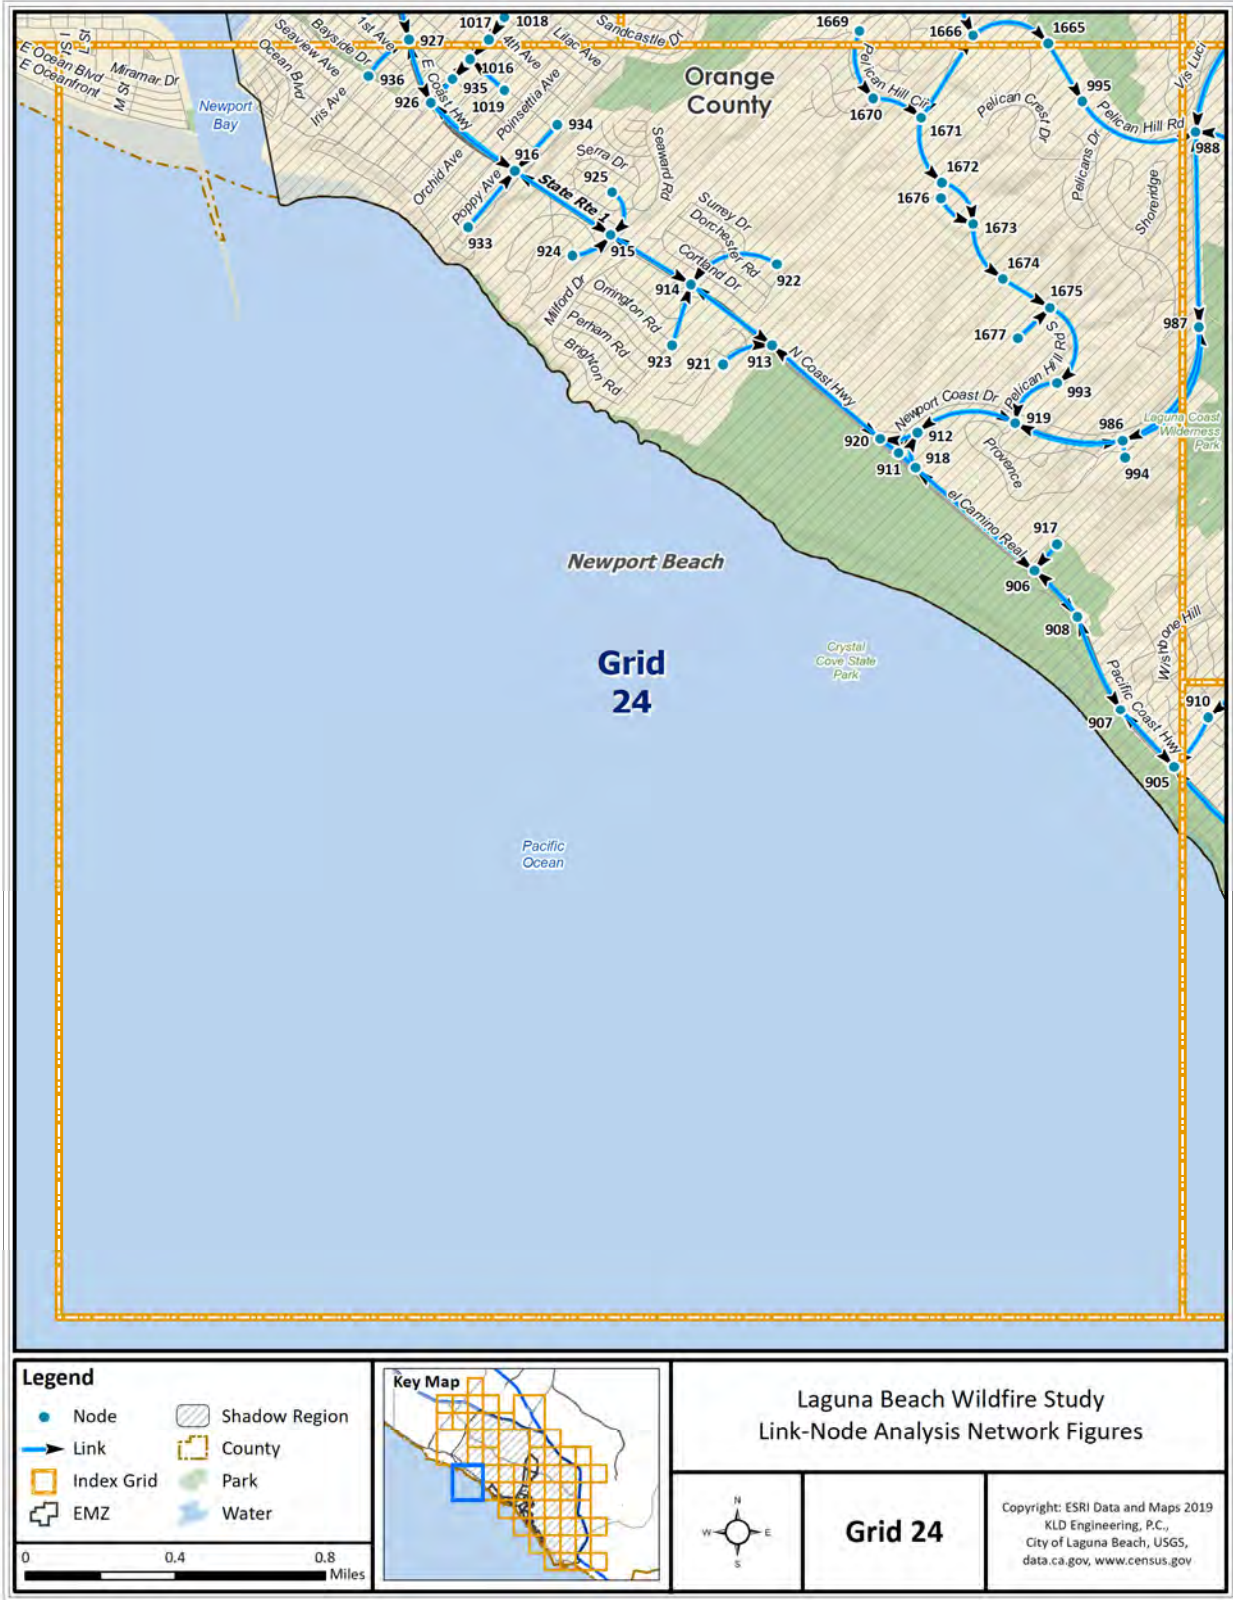 1017
1018
Sandcastle Dr
1669
1666
1665
I St
L St
Bayside Dr
1st Ave
927
4th Ave
Lilac Ave
E Ocean Blvd
E Oceanfront
Miramar Dr
M St
Seaview Ave
Ocean Blvd
Iris Ave
936
926
E Coast Hwy
935
1016
1019
Poinsettia Ave
Orange
County
Pelican Hill Cir
1670
1671
Pelican Crest
Dr
995
Pelican Hill Rd
988
Newport
Bay
934
916
Orchid Ave
Poppy Ave
933
State Rte 1
Serra Dr
925
Seaward Rd
924
915
Surrey Dr
Dorchester Rd
Cortland Dr
922
914
Milford Dr
Orrington Rd
Perham Rd
Brighton Rd
923
921
913
1672
1676
1673
1674
1675
1677
Pelicans Dr
Shoreridge
987
N Coast Hwy
Pelican Hill Rd S
993
Newport Coast Dr
919
986
Laguna Coast
Wilderness
Park
920
912
911
918
Provence
994
el Camino Real
917
906
908
Newport Beach
Grid
24
Crystal
Cove State
Park
Wishbone Hill
Pacific Coast Hwy
910
907
905
Pacific
Ocean
Legend
Node
Link
Index Grid
EMZ
Shadow Region
County
Park
Water
0 0.4 0.8
Miles
Key Map
Laguna Beach Wildfire Study
Link-Node Analysis Network Figures
N
W E
S
Grid 24
Copyright: ESRI Data and Maps 2019
KLD Engineering, P.C.,
City of Laguna Beach, USGS,
data.ca.gov, www.census.gov